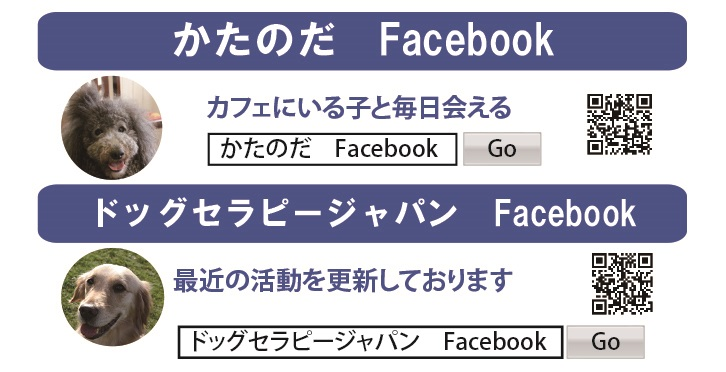 かたのだ　Facebook
カフェにいる子と毎日会える
かたのだ　Facebook　Go
ドッグセラピージャパン　Facebook
最近の活動を更新しております
ドッグセラピージャパン　Facebook　Go